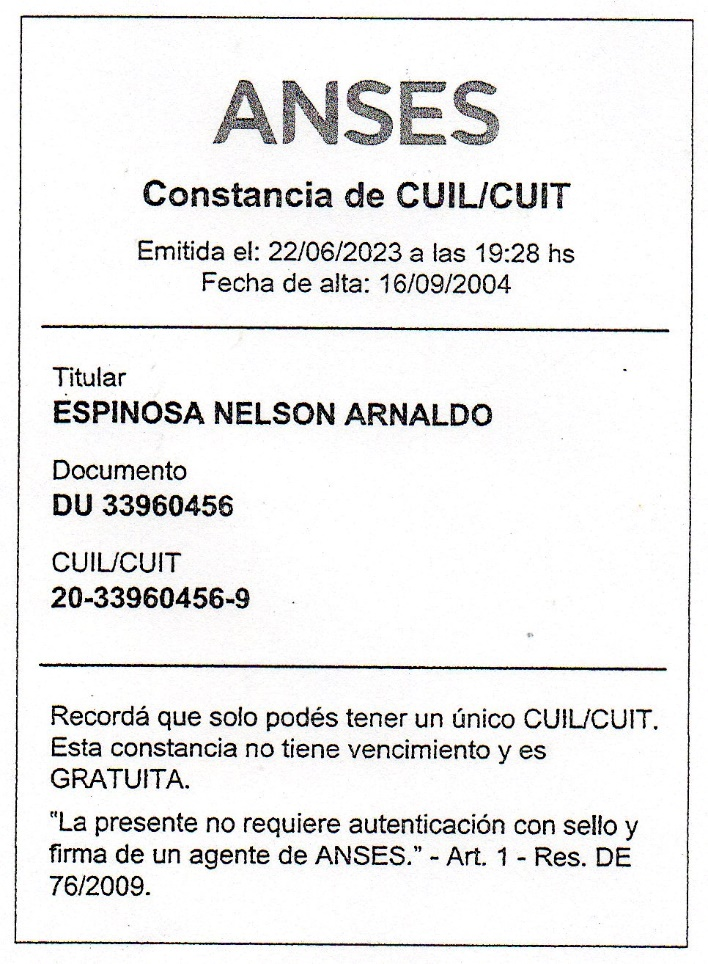 ANSES
Constancia de CUIL/CUIT
Emitida el: 22/06/2023 a las 19:28 hs
Fecha de alta: 16/09/2004
Titular
ESPINOSA NELSON ARNALDO
Documento
DU 33960456
CUIL/CUIT
20-33960456-9
Recordá que solo podés tener un único CUIL/CUIT.
Esta constancia no tiene vencimiento y es
GRATUITA.
"La presente no requiere autenticación con sello y
firma de un agente de ANSES." - Art. 1 - Res. DE
76/2009.